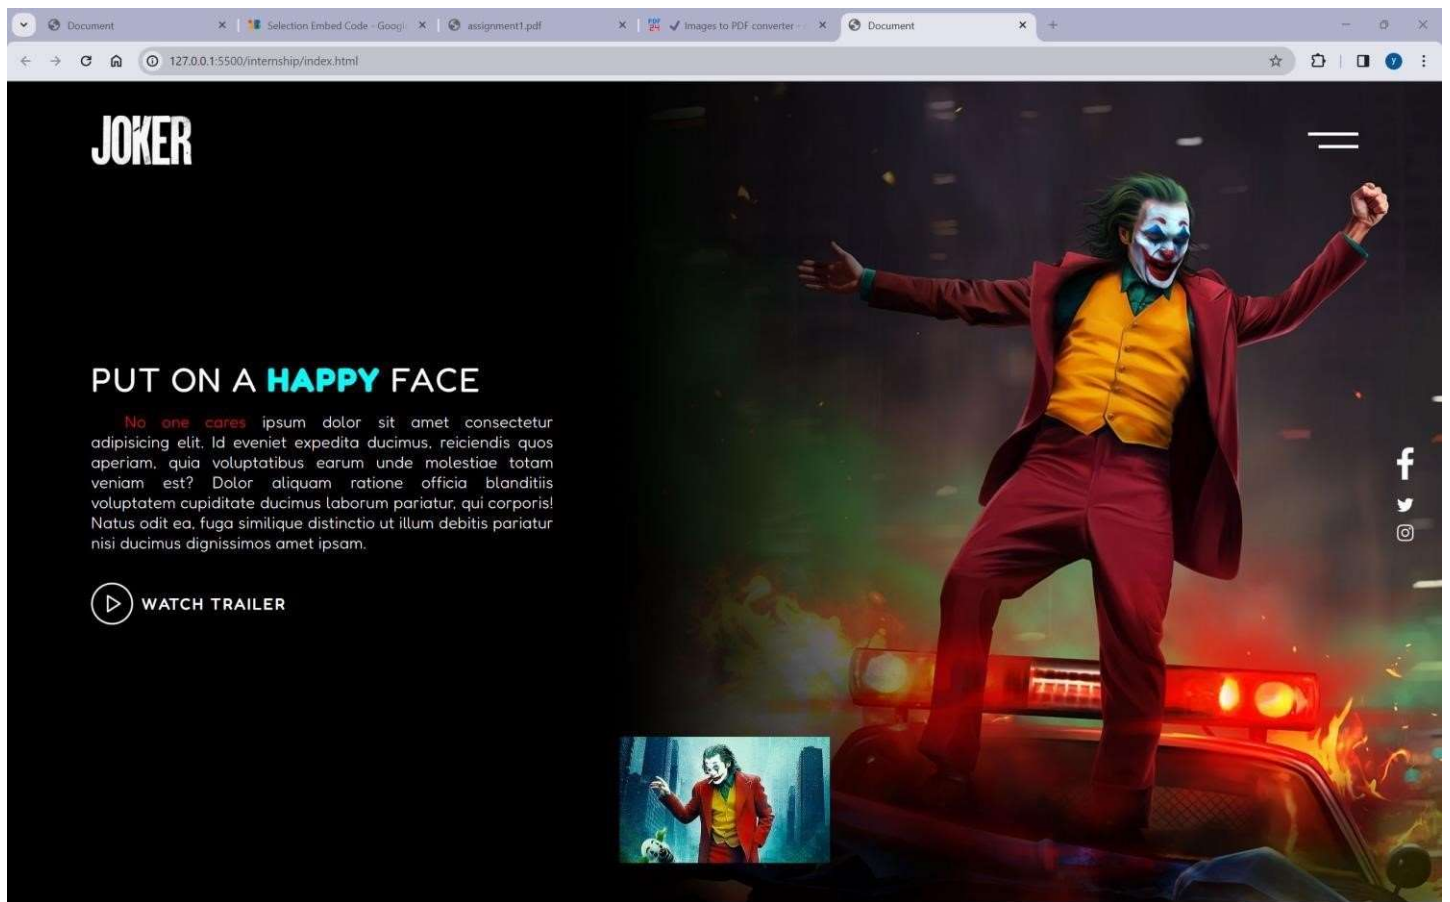 Document
Selection Embed Code - Googl
assignment1.pdf
Images to PDF converter -
Document
127.0.0.1:5500/internship/index.html
y
JOKER
PUT ON A HAPPY FACE
No one cares ipsum dolor sit amet consectetur
adipisicing elit. Id eveniet expedita ducimus, reiciendis quos
aperiam, quia voluptatibus earum unde molestiae totam
veniam est? Dolor aliquam ratione officia blanditiis
voluptatem cupiditate ducimus laborum pariatur, qui corporis!
Natus odit ea, fuga similique distinctio ut illum debitis pariatur
nisi ducimus dignissimos amet ipsam.
WATCH TRAILER